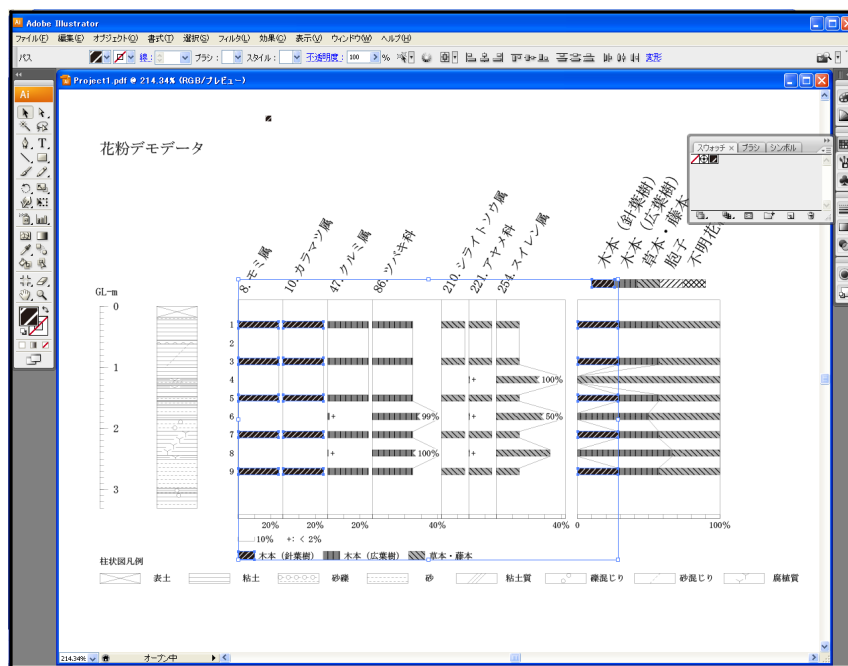 Adobe Illustrator
ファイル(F) 編集(E) オブジェクト(O) 書式(T) 選択(S) フィルタ(L) 効果(C) 表示(V) ウィンドウ(W) ヘルプ(H)
パス 線: ブラシ: スタイル: 不透明度: 100 % 変形
Project1.pdf @ 214.34% (RGB/プレビュー)
Ai
スウォッチ × ブラシ シンボル
花粉デモデータ
8. モミ属
10. カラマツ属
47. クルミ属
86. ツバキ科
210. シライトソウ属
221. アヤメ科
254. スイレン属
木本 (針葉樹)
木本 (広葉樹)
草本・藤本
胞子
不明花
GL-m
0
1
2
3
1
2
3
4 + 100%
5
6 + 99% + 50%
7
8 + 100% +
9
20% 20% 20% 40% 40% 0 100%
10% +: < 2%
木本 (針葉樹) 木本 (広葉樹) 草本・藤本
柱状図凡例
表土 粘土 砂礫 砂 粘土質 礫混じり 砂混じり 腐植質
214.34% オープン中